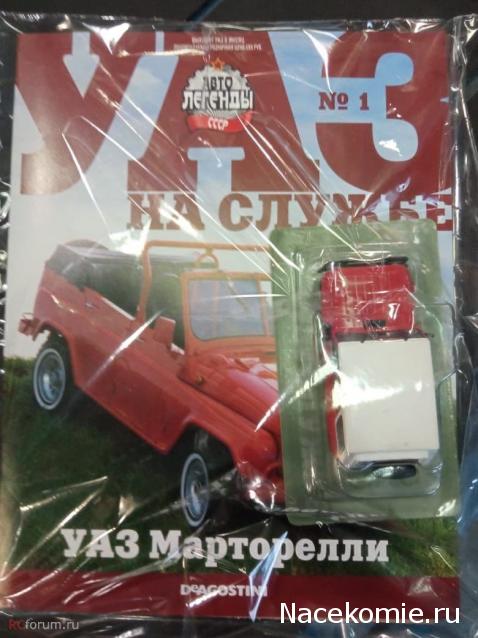 УАЗ
АВТО
ЛЕГЕНДЫ
СССР
№ 1
НА СЛУЖБЕ
УАЗ Марторелли
DeAGOSTINI
RCforum.ru
Nacekomie.ru